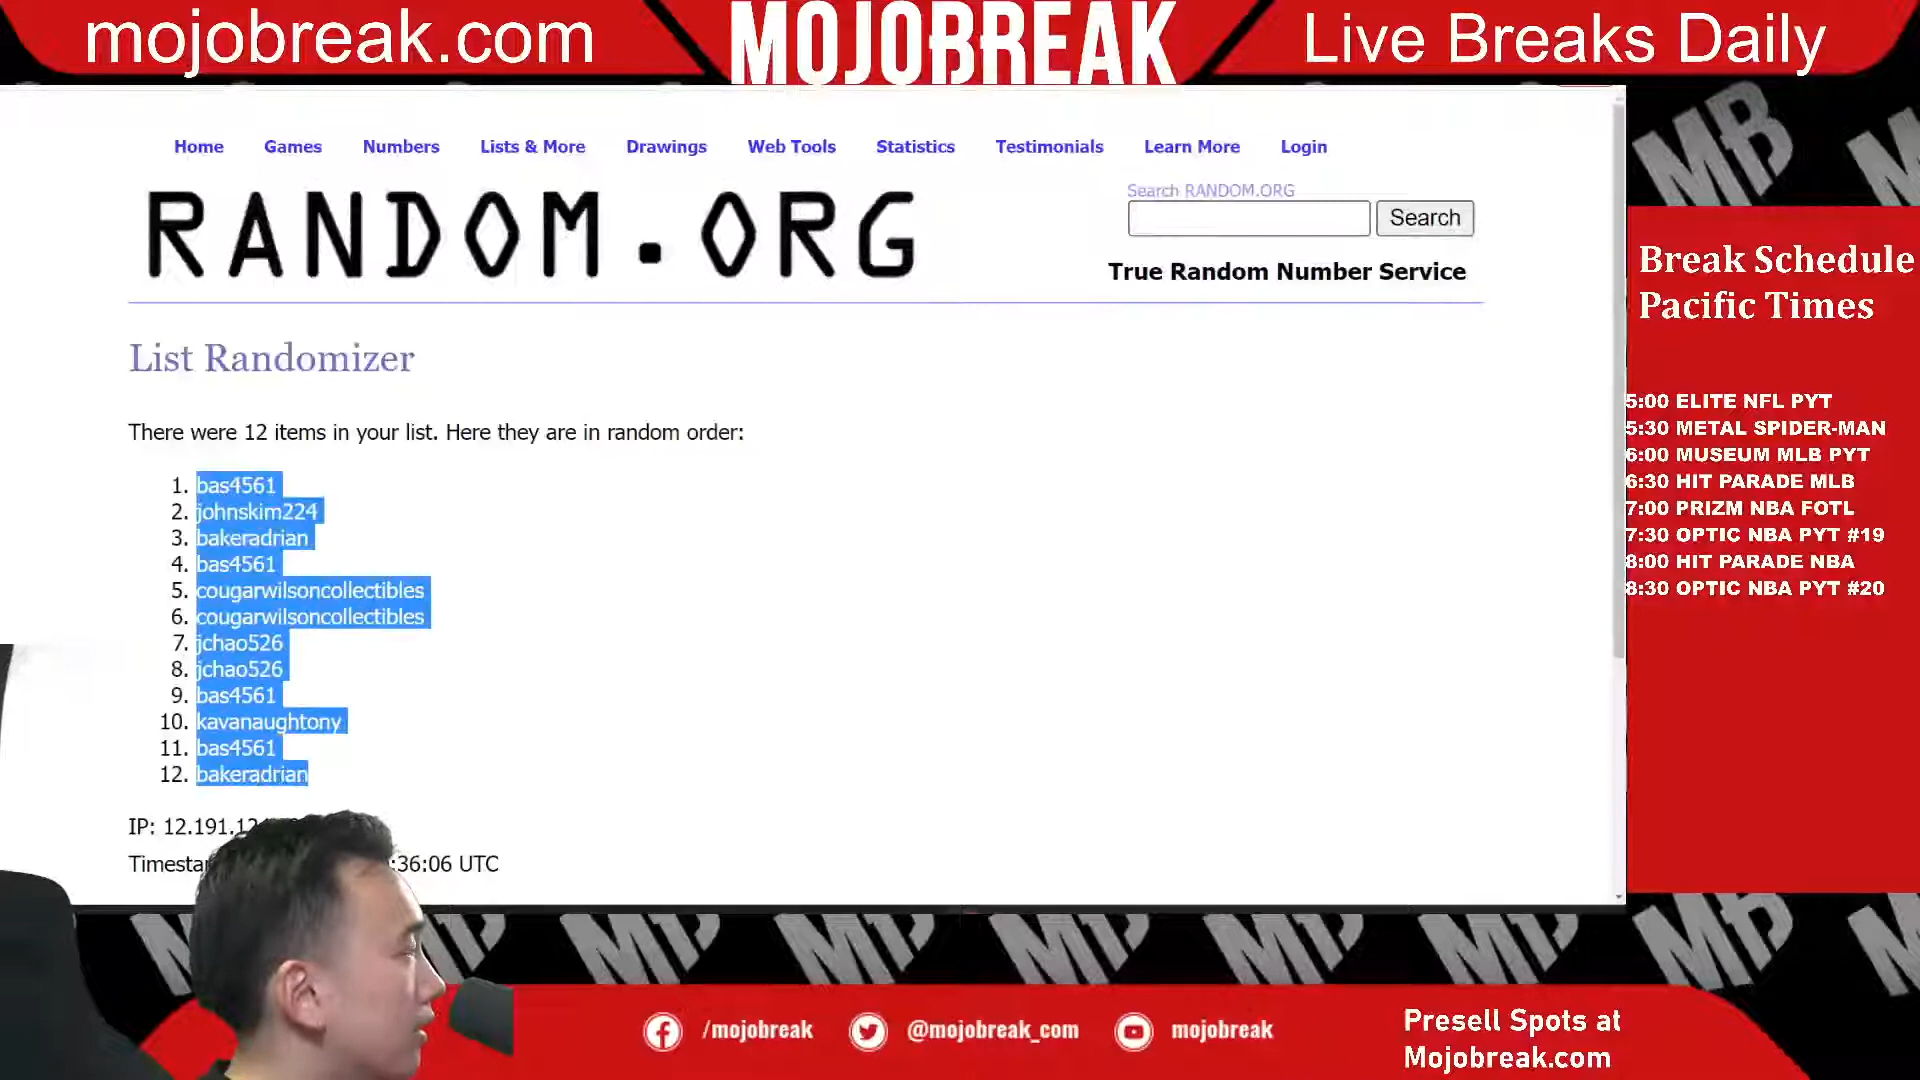 mojobreak.com
MOJOBREAK
Live Breaks Daily
Home Games Numbers Lists & More Drawings Web Tools Statistics Testimonials Learn More Login
RANDOM.ORG
Search RANDOM.ORG
Search
True Random Number Service
List Randomizer
There were 12 items in your list. Here they are in random order:
1. bas4561
2. johnskim224
3. bakeradrian
4. bas4561
5. cougarwilsoncollectibles
6. cougarwilsoncollectibles
7. jchao526
8. jchao526
9. bas4561
10. kavanaughtony
11. bas4561
12. bakeradrian
IP: 12.191.12
:36:06 UTC
Break Schedule
Pacific Times
5:00 ELITE NFL PYT
5:30 METAL SPIDER-MAN
6:00 MUSEUM MLB PYT
6:30 HIT PARADE MLB
7:00 PRIZM NBA FOTL
7:30 OPTIC NBA PYT #19
8:00 HIT PARADE NBA
8:30 OPTIC NBA PYT #20
MB
/mojobreak
@mojobreak_com
mojobreak
Presell Spots at
Mojobreak.com